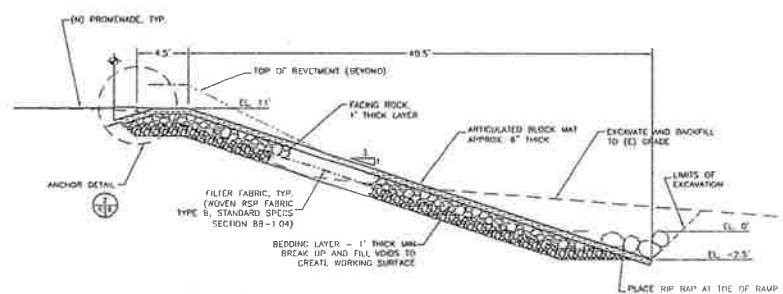 (N) PROMENADE, TYP.
4.5'
40.5'
TOP OF REVETMENT (BEYOND)
EL. 11'
FACING ROCK,
1' THICK LAYER
ARTICULATED BLOCK MAT
APPROX. 6" THICK
EXCAVATE AND BACKFILL
TO (E) GRADE
LIMITS OF
EXCAVATION
3
1
ANCHOR DETAIL
2
FILTER FABRIC, TYP.
(WOVEN RSP FABRIC
TYPE B, STANDARD SPECS
SECTION 88-1.04)
BEDDING LAYER - 1' THICK MIN
BREAK UP AND FILL VOIDS TO
CREATE WORKING SURFACE
EL. 0'
EL. -2.5'
PLACE RIP RAP AT TOE OF RAMP